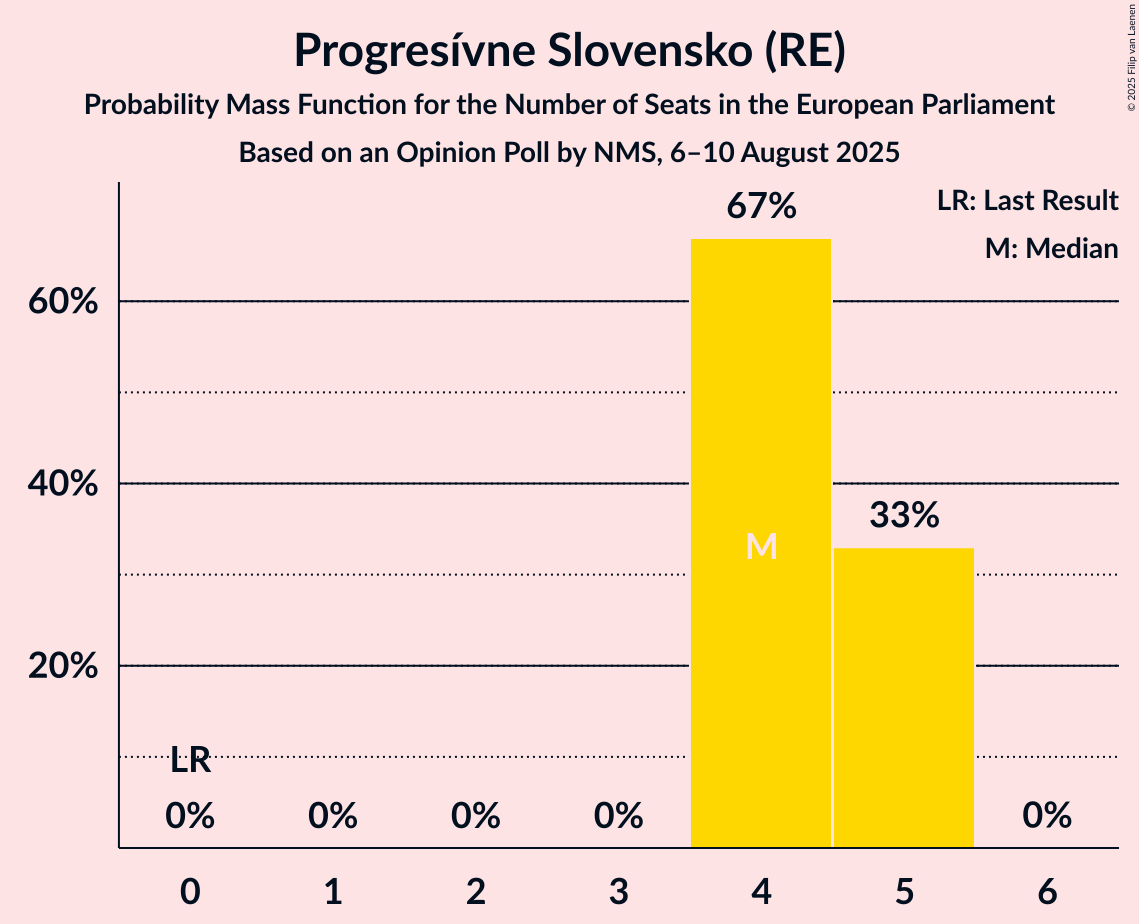 Progresívne Slovensko (RE)
Probability Mass Function for the Number of Seats in the European Parliament
Based on an Opinion Poll by NMS, 6–10 August 2025
© 2025 Filip van Laenen
LR: Last Result
M: Median
67%
60%
40%
33%
M
20%
LR
0% 0% 0% 0% 0%
0 1 2 3 4 5 6